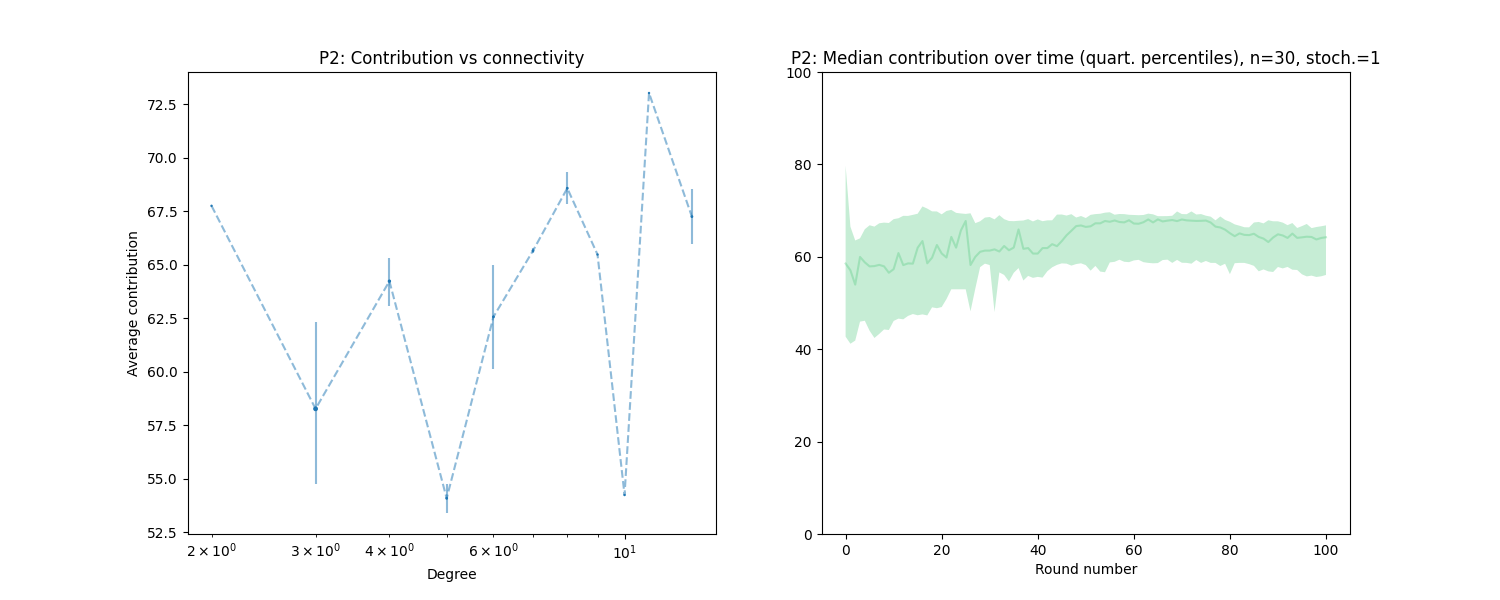 P2: Contribution vs connectivity
72.5
70.0
67.5
65.0
62.5
60.0
57.5
55.0
52.5
Average contribution
2 × 10⁰
3 × 10⁰
4 × 10⁰
6 × 10⁰
10¹
Degree
P2: Median contribution over time (quart. percentiles), n=30, stoch.=1
100
80
60
40
20
0
0
20
40
60
80
100
Round number